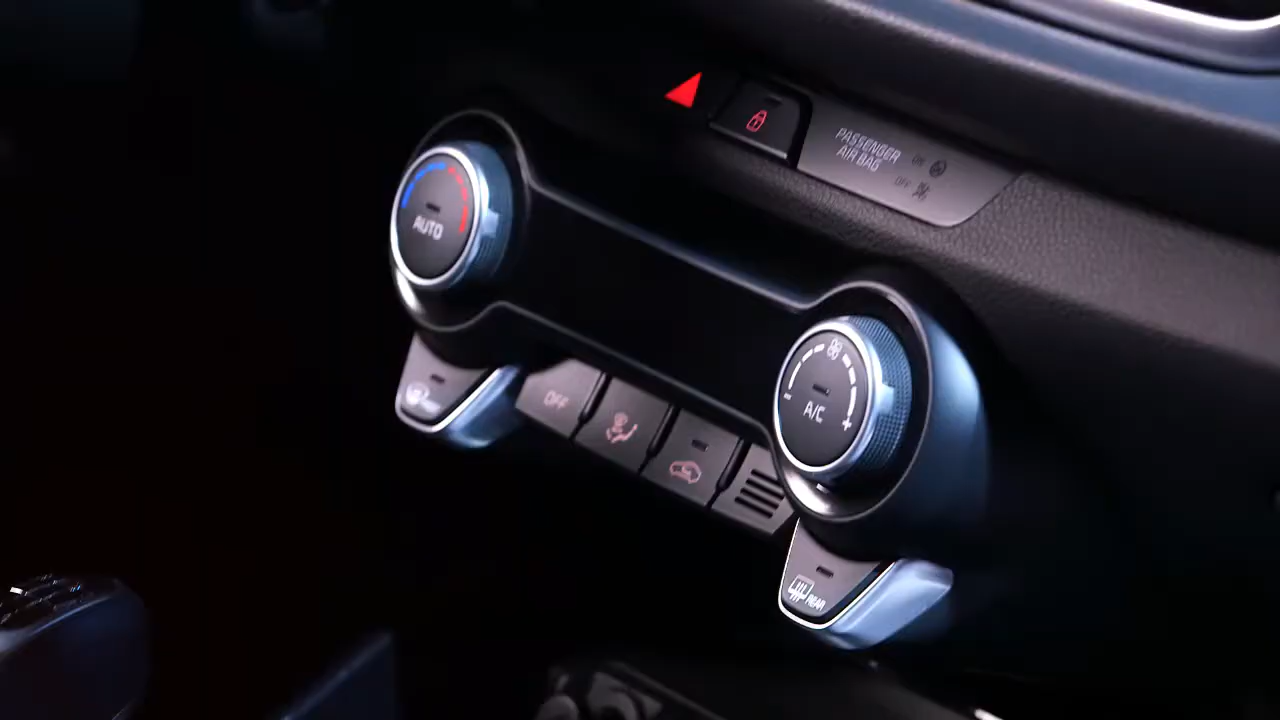 PASSENGER
AIR BAG
ON
OFF
AUTO
A/C
OFF
REAR